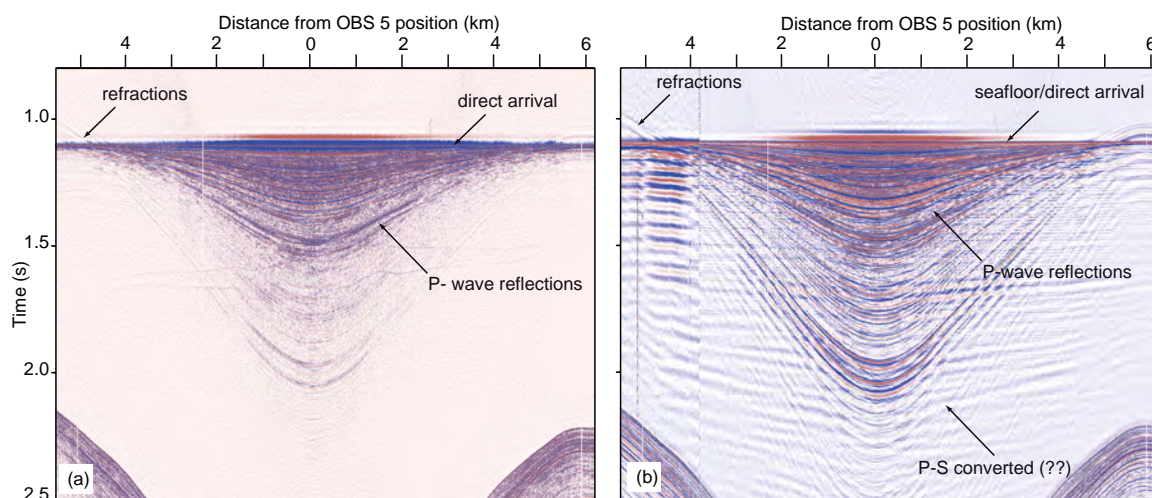 Distance from OBS 5 position (km)
4 2 0 2 4 6
refractions
direct arrival
P- wave reflections
1.0
1.5
2.0
2.5
Time (s)
(a)
Distance from OBS 5 position (km)
4 2 0 2 4 6
refractions
seafloor/direct arrival
P-wave reflections
P-S converted (??)
(b)